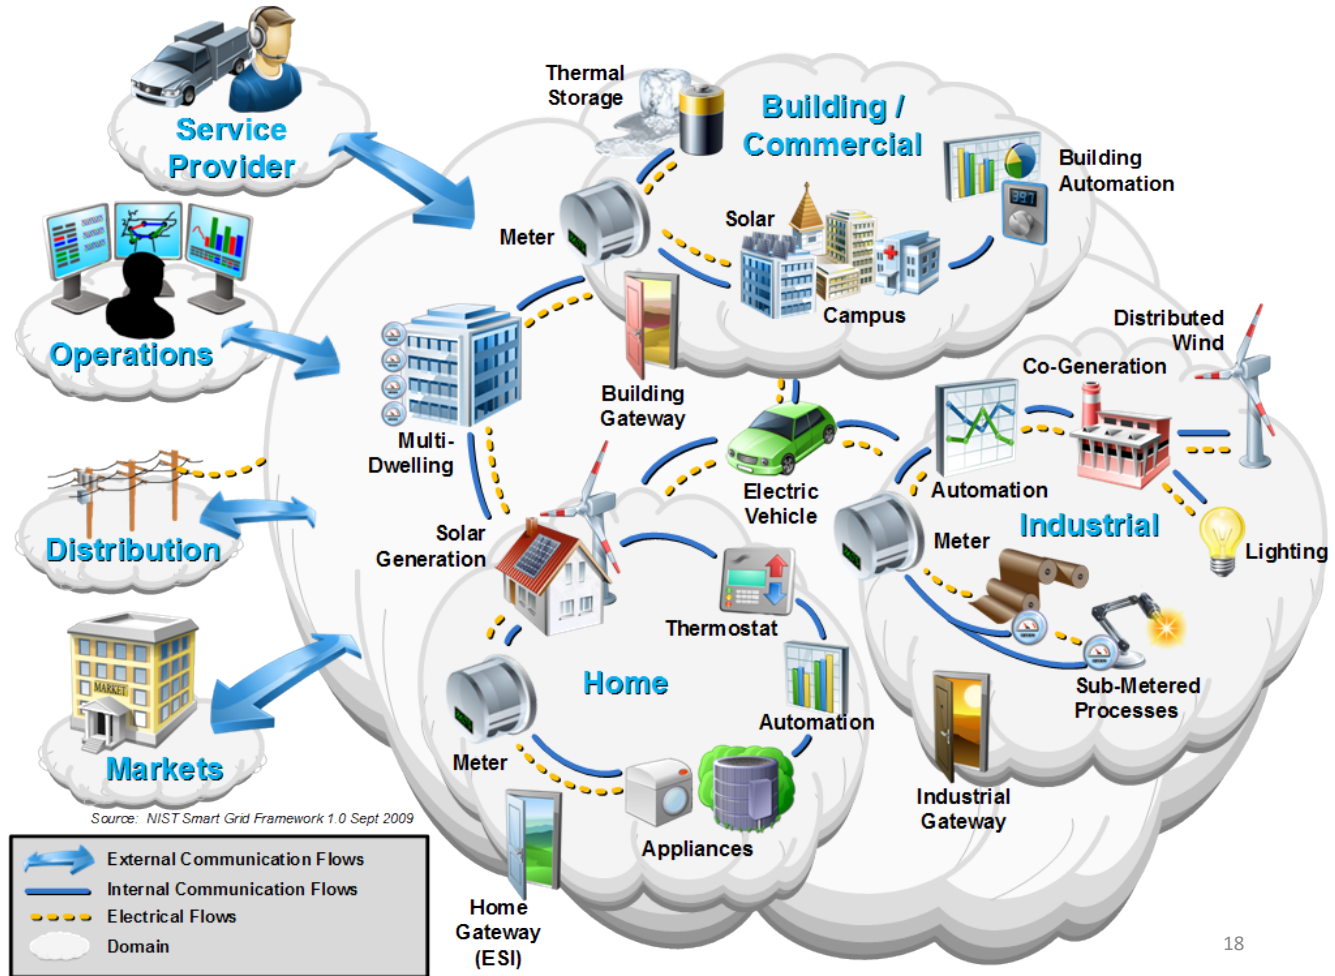 Service
Provider
Thermal
Storage
Building /
Commercial
Building
Automation
39.7
Meter
Solar
Campus
Operations
Building
Gateway
Multi-
Dwelling
Distributed
Wind
Co-Generation
Electric
Vehicle
Automation
Industrial
Meter
Lighting
Distribution
Solar
Generation
Thermostat
Sub-Metered
Processes
Home
Automation
Meter
MARKET
Markets
Industrial
Gateway
Appliances
Home
Gateway
(ESI)
Source: NIST Smart Grid Framework 1.0 Sept 2009
External Communication Flows
Internal Communication Flows
Electrical Flows
Domain
18